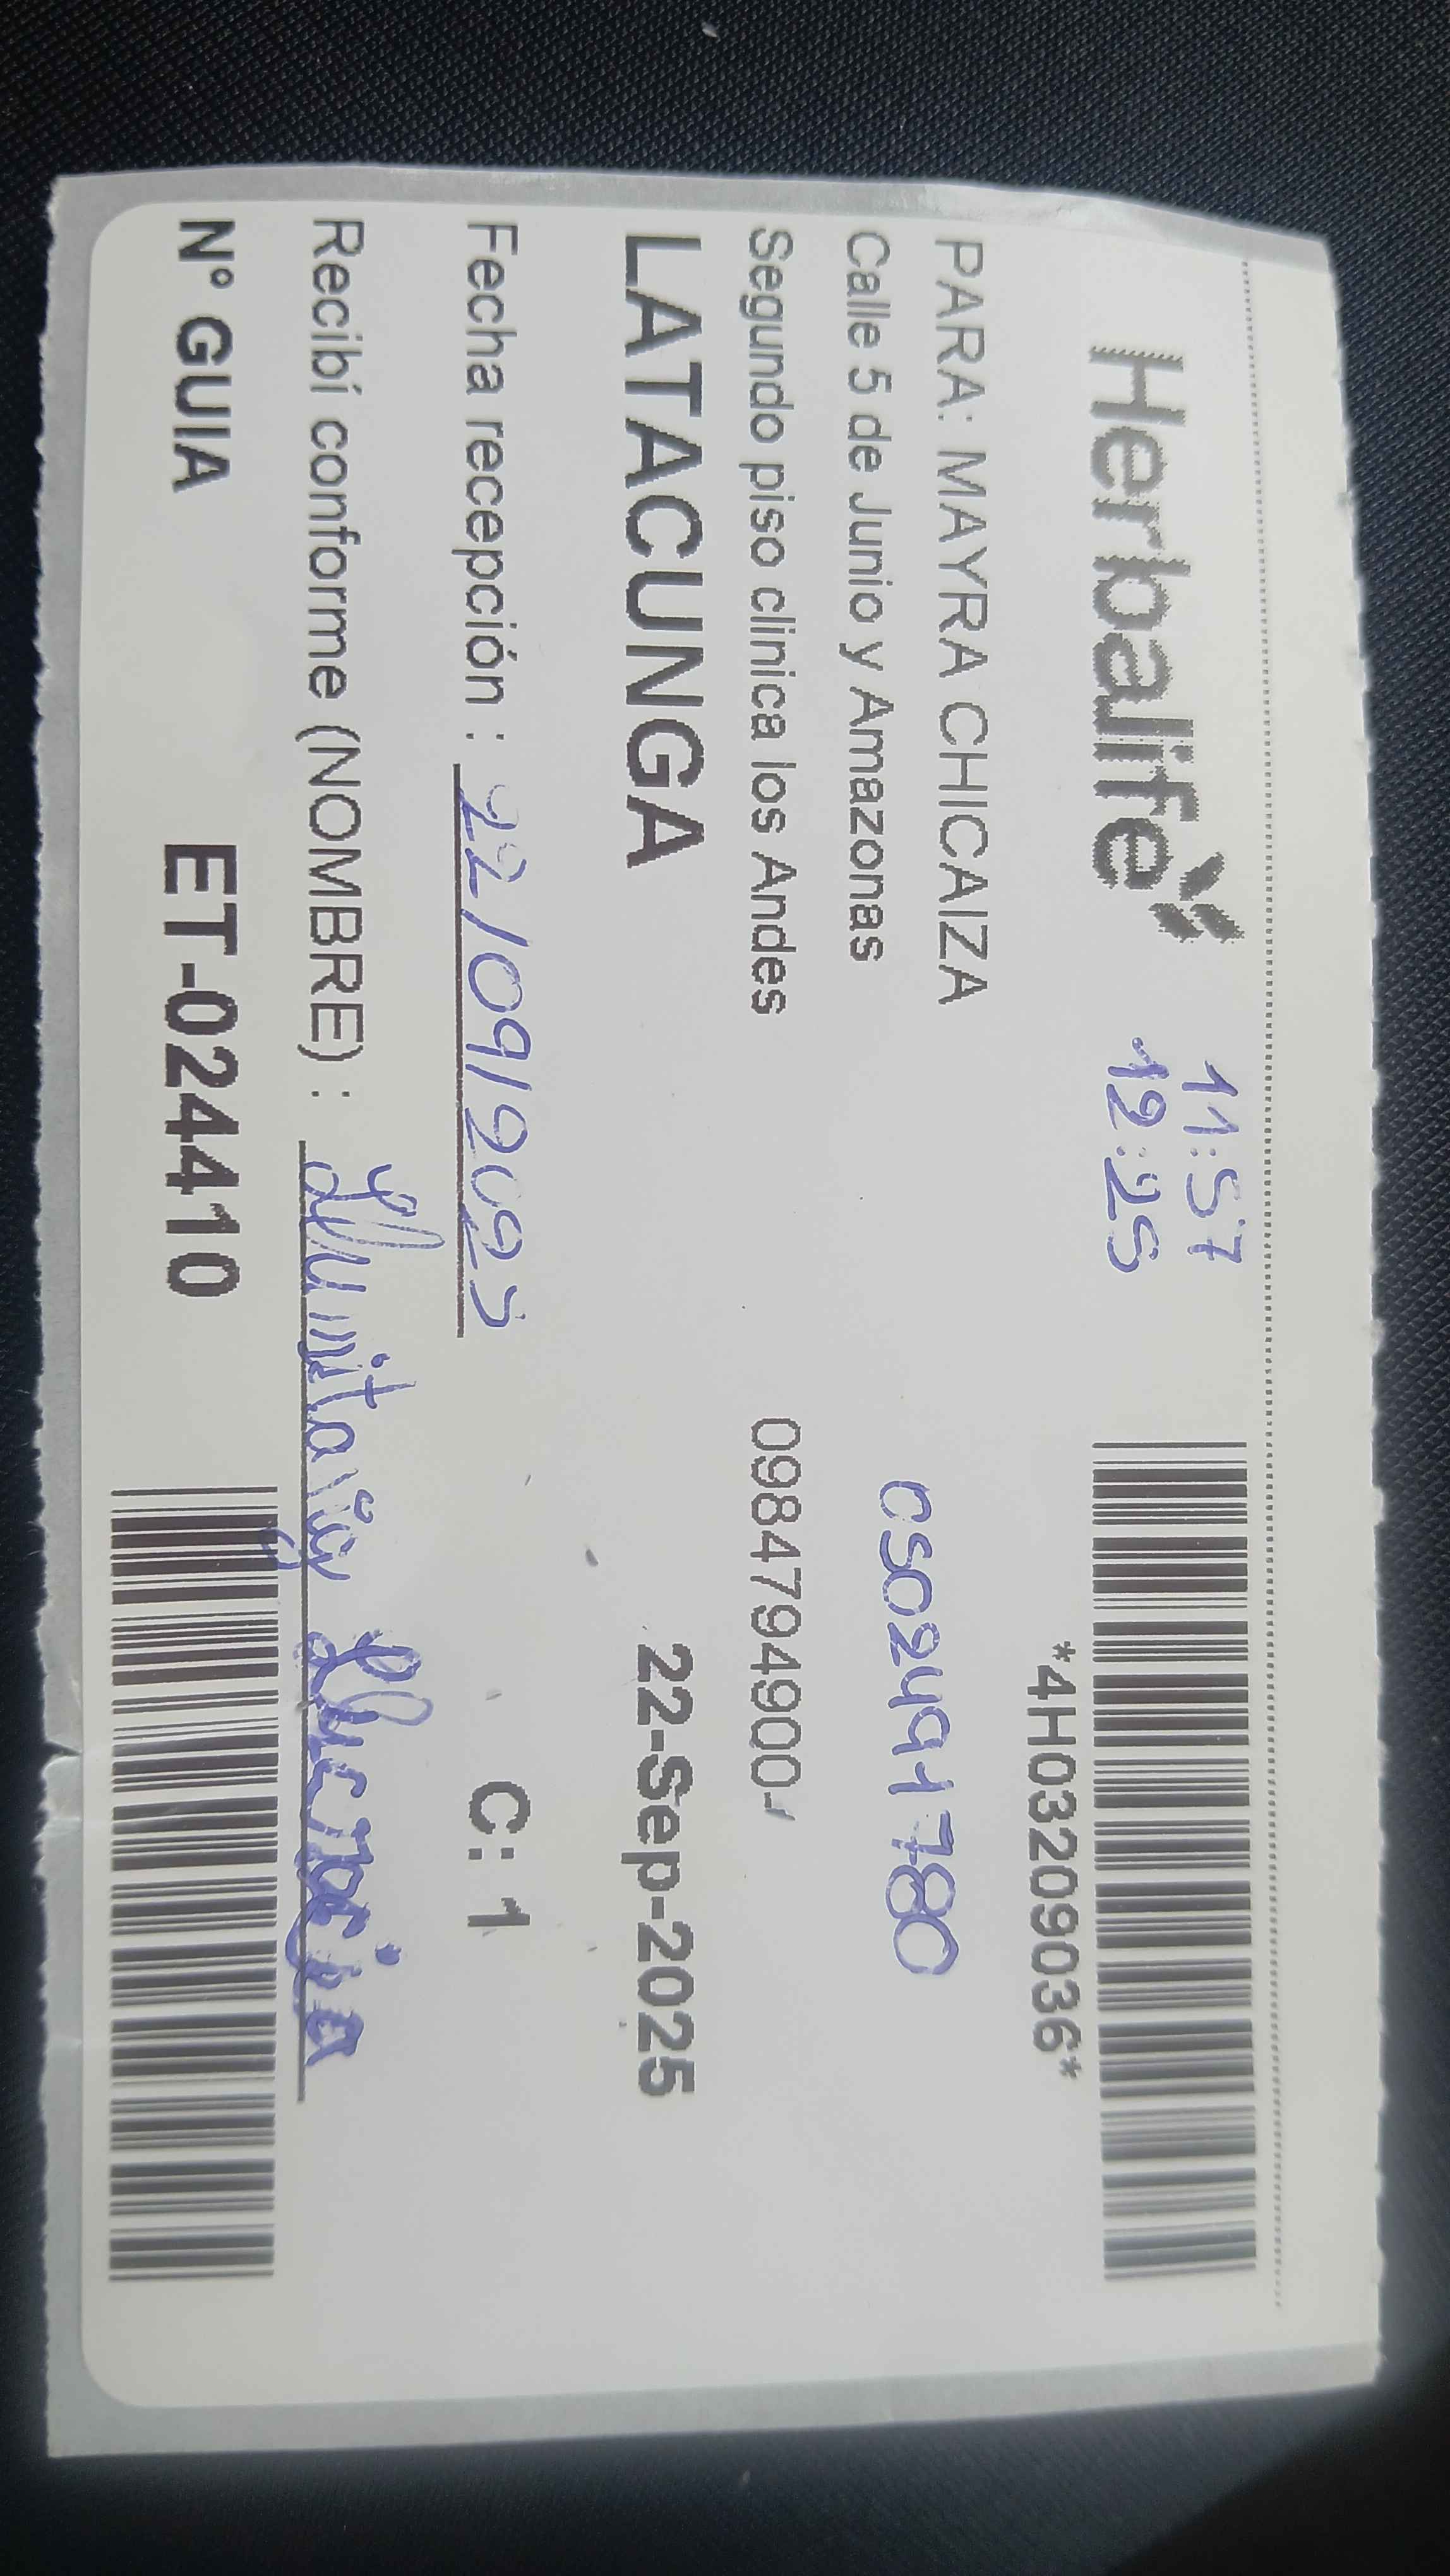 Herbalife
11:57
12:25
*4H03209036*
PARA: MAYRA CHICAIZA
Calle 5 de Junio y Amazonas
0502491780
Segundo piso clinica los Andes
0984794900-
LATACUNGA
22-Sep-2025
Fecha recepción : 22/09/2025
C: 1
Recibí conforme (NOMBRE) :
Nº GUIA
ET-024410